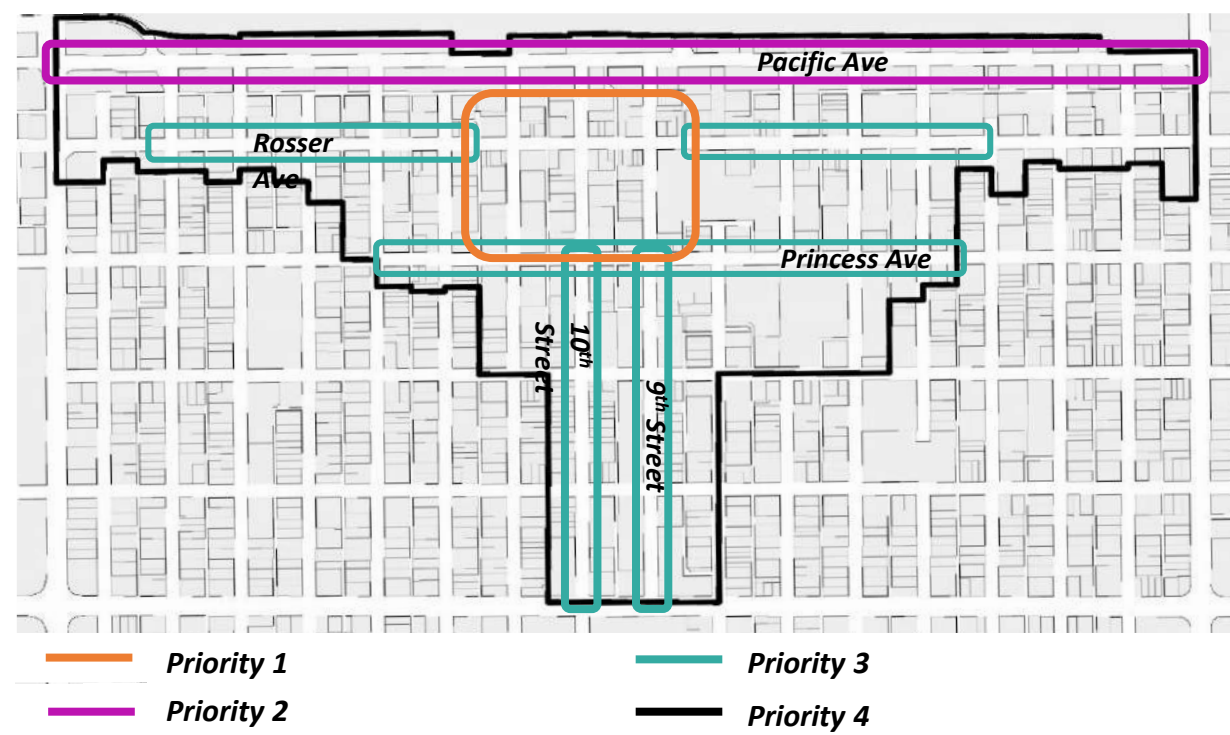 Pacific Ave
Rosser
Ave
Princess Ave
10th
Street
9th Street
Priority 1
Priority 3
Priority 2
Priority 4